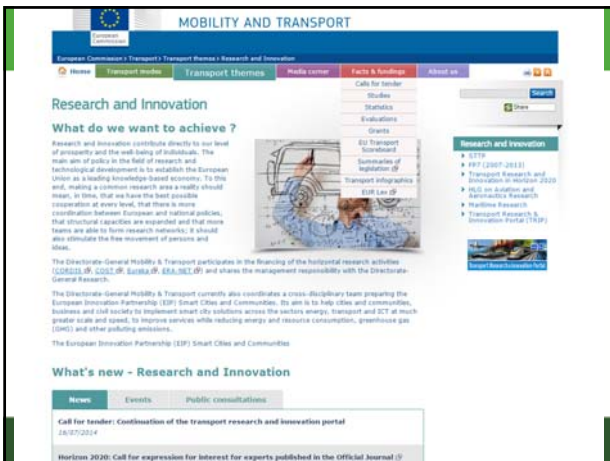 European
Commission
MOBILITY AND TRANSPORT
European Commission > Transport > Transport themes > Research and Innovation
Home
Transport modes
Transport themes
Media corner
Facts & fundings
About us
Calls for tender
Studies
Statistics
Evaluations
Grants
EU Transport
Scoreboard
Summaries of
legislation
Transport infographics
EUR Lex
Search
Share
Research and Innovation
What do we want to achieve ?
Research and Innovation contribute directly to our level
of prosperity and the well-being of individuals. The
main aim of policy in the field of research and
technological development is to establish the European
Union as a leading knowledge-based economy. To this
end, making a common research area a reality should
mean, in time, that we have the best possible
cooperation at every level, that there is more
coordination between European and national policies,
that structural capacities are expanded and that more
teams are able to form research networks; it should
also stimulate the free movement of persons and
ideas.
The Directorate-General Mobility & Transport participates in the financing of the horizontal research activities
(CORDIS, COST, Eureka, ERA-NET) and shares the management responsibility with the Directorate-
General Research.
The Directorate-General Mobility & Transport currently also coordinates a cross-disciplinary team preparing the
European Innovation Partnership (EIP) Smart Cities and Communities. Its aim is to help cities and communities,
business and civil society to implement smart city solutions across the sectors energy, transport and ICT at much
greater scale and speed, to improve services while reducing energy and resource consumption, greenhouse gas
(GHG) and other polluting emissions.
The European Innovation Partnership (EIP) Smart Cities and Communities
Research and Innovation
STTP
FP7 (2007-2013)
Transport Research and
Innovation in Horizon 2020
HLG on Aviation and
Aeronautics Research
Maritime Research
Transport Research &
Innovation Portal (TRIP)
Transport Research & Innovation Portal
What's new - Research and Innovation
News
Events
Public consultations
Call for tender: Continuation of the transport research and innovation portal
16/07/2014
Horizon 2020: Call for expression for interest for experts published in the Official Journal